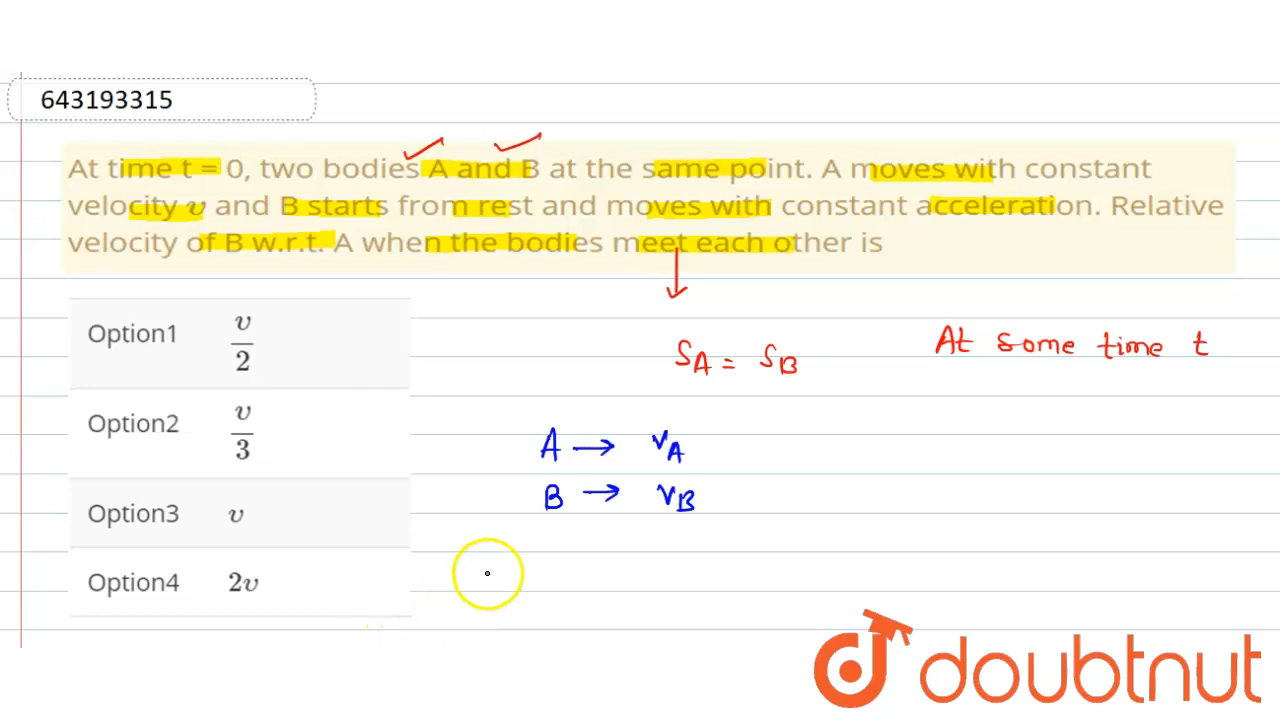 643193315
At time t = 0, two bodies A and B at the same point. A moves with constant
velocity v and B starts from rest and moves with constant acceleration. Relative
velocity of B w.r.t. A when the bodies meet each other is
Option1 v/2
Option2 v/3
Option3 v
Option4 2v
S_A = S_B
At some time t
A → v_A
B → v_B
doubtnut